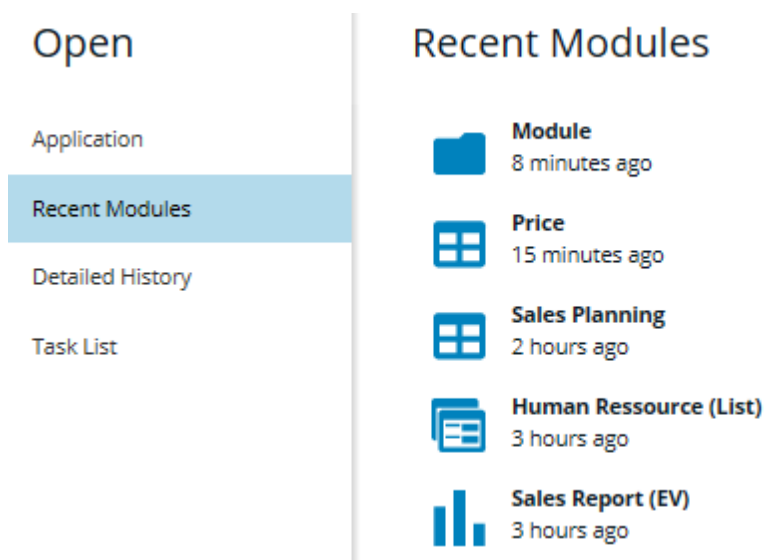 Open
Application
Recent Modules
Detailed History
Task List
Recent Modules
Module
8 minutes ago
Price
15 minutes ago
Sales Planning
2 hours ago
Human Ressource (List)
3 hours ago
Sales Report (EV)
3 hours ago